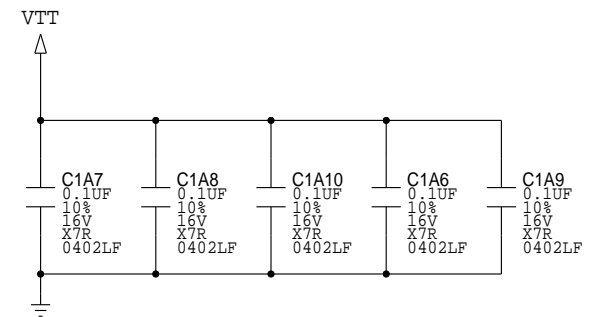 VTT
C1A7
0.1UF
10%
16V
X7R
0402LF
C1A8
0.1UF
10%
16V
X7R
0402LF
C1A10
0.1UF
10%
16V
X7R
0402LF
C1A6
0.1UF
10%
16V
X7R
0402LF
C1A9
0.1UF
10%
16V
X7R
0402LF